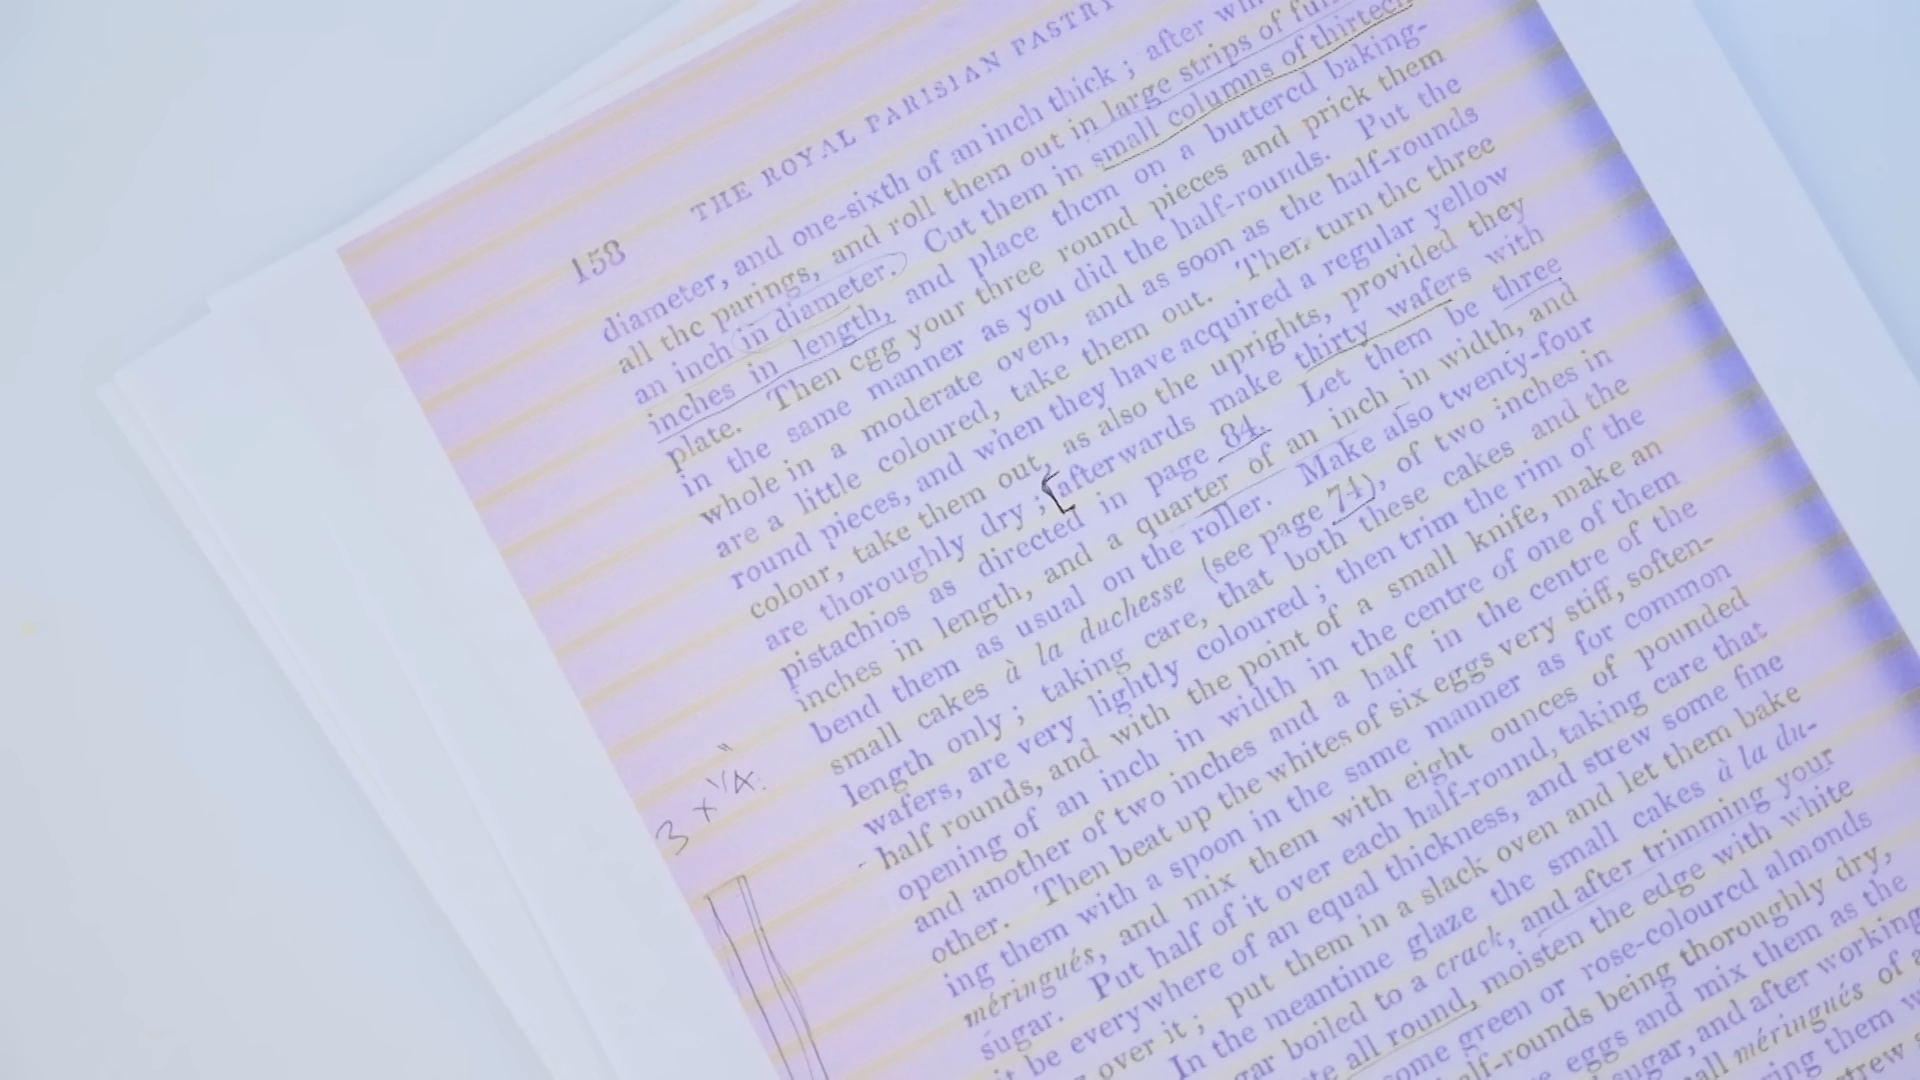 158 THE ROYAL PARISIAN PASTRY
diameter, and one-sixth of an inch thick; after
all the parings, and roll them out in large strips of
an inch in diameter. Cut them in small columns of thirteen
inches in length, and place them on a buttered baking-
plate. Then egg your three round pieces and prick them
in the same manner as you did the half-rounds. Put the
whole in a moderate oven, and as soon as the half-rounds
are a little coloured, take them out. Then turn the three
round pieces, and when they have acquired a regular yellow
colour, take them out, as also the uprights, provided they
are thoroughly dry; afterwards make thirty wafers with
pistachios as directed in page 84. Let them be three
inches in length, and a quarter of an inch in width, and
bend them as usual on the roller. Make also twenty-four
small cakes à la duchesse (see page 74), of two inches in
length only; taking care, that both these cakes and the
wafers, are very lightly coloured; then trim the rim of the
half rounds, and with the point of a small knife, make an
opening of an inch in width in the centre of one of them
and another of two inches and a half in the centre of the
other. Then beat up the whites of six eggs very stiff, soften-
ing them with a spoon in the same manner as for common
méringués, and mix them with eight ounces of pounded
sugar. Put half of it over each half-round, taking care that
it be everywhere of an equal thickness, and strew some fine
over it; put them in a slack oven and let them bake
In the meantime glaze the small cakes à la du-
boiled to a crack, and after trimming your
all round, moisten the edge with white
some green or rose-colourcd almonds
being thoroughly dry,
eggs and mix them as the
sugar, and after working
méringués of
them
3 x 1/4"